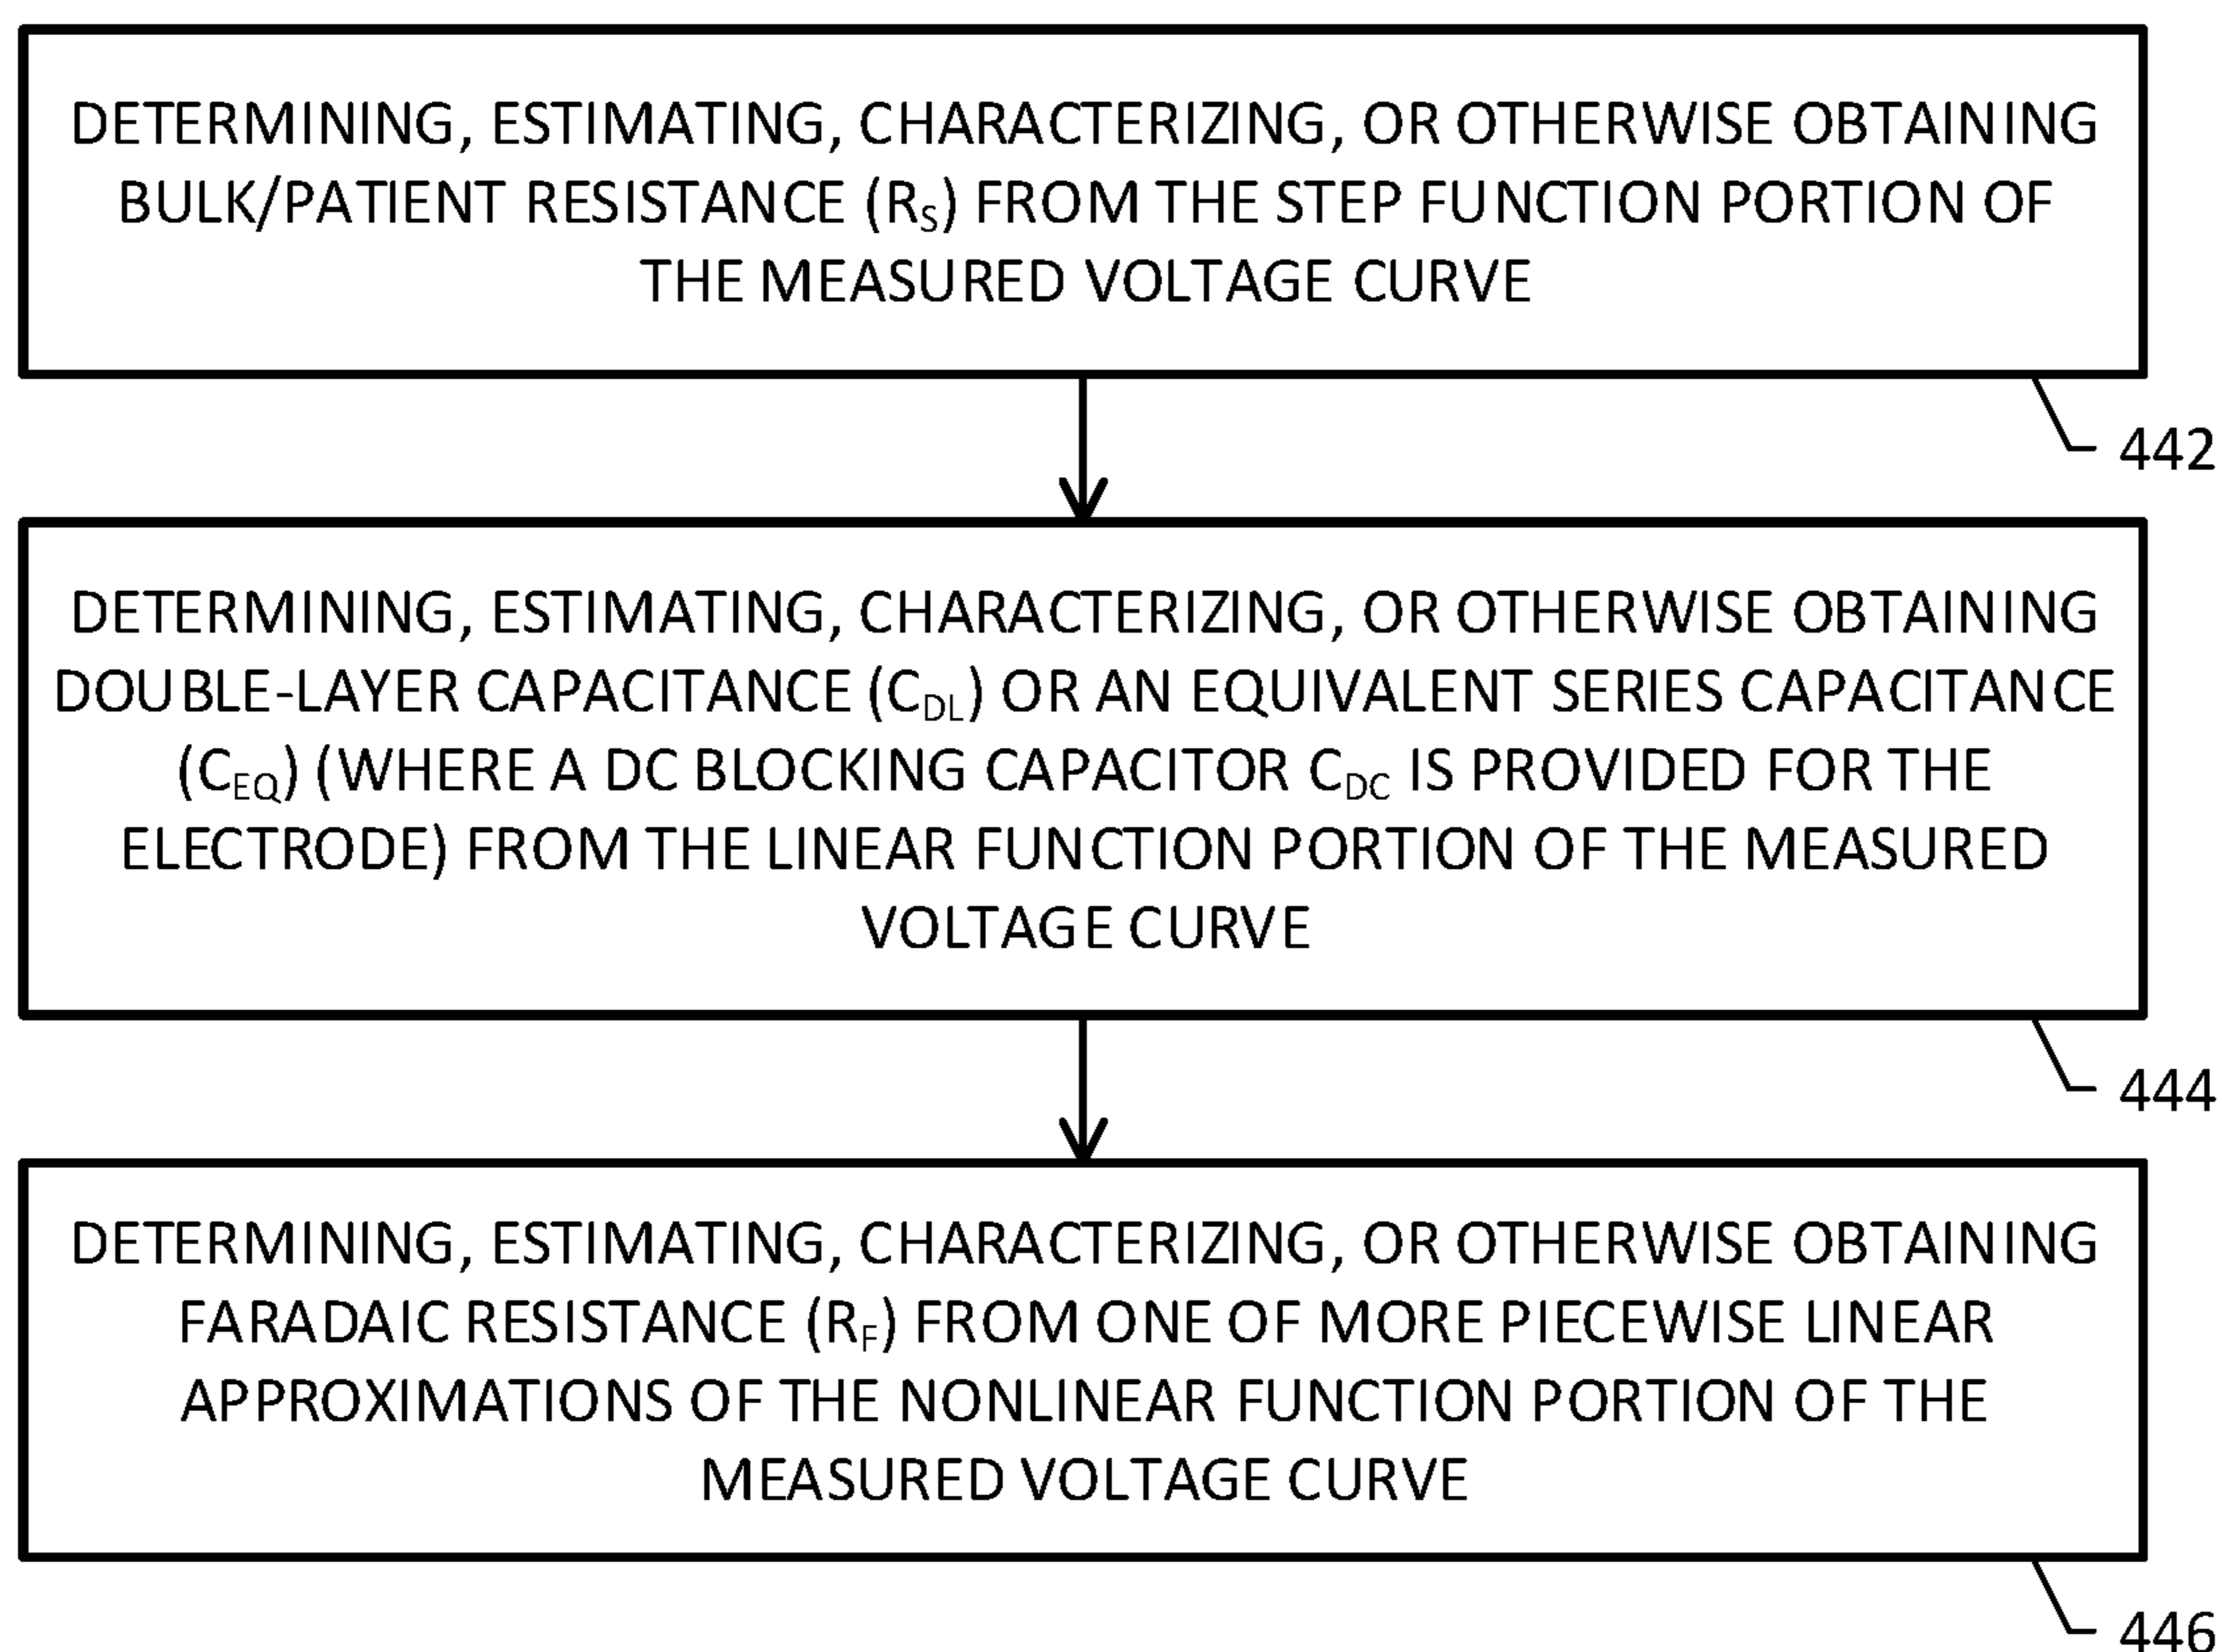 DETERMINING, ESTIMATING, CHARACTERIZING, OR OTHERWISE OBTAINING
BULK/PATIENT RESISTANCE (RS) FROM THE STEP FUNCTION PORTION OF
THE MEASURED VOLTAGE CURVE
442
DETERMINING, ESTIMATING, CHARACTERIZING, OR OTHERWISE OBTAINING
DOUBLE-LAYER CAPACITANCE (CDL) OR AN EQUIVALENT SERIES CAPACITANCE
(CEQ) (WHERE A DC BLOCKING CAPACITOR CDC IS PROVIDED FOR THE
ELECTRODE) FROM THE LINEAR FUNCTION PORTION OF THE MEASURED
VOLTAGE CURVE
444
DETERMINING, ESTIMATING, CHARACTERIZING, OR OTHERWISE OBTAINING
FARADAIC RESISTANCE (RF) FROM ONE OF MORE PIECEWISE LINEAR
APPROXIMATIONS OF THE NONLINEAR FUNCTION PORTION OF THE
MEASURED VOLTAGE CURVE
446